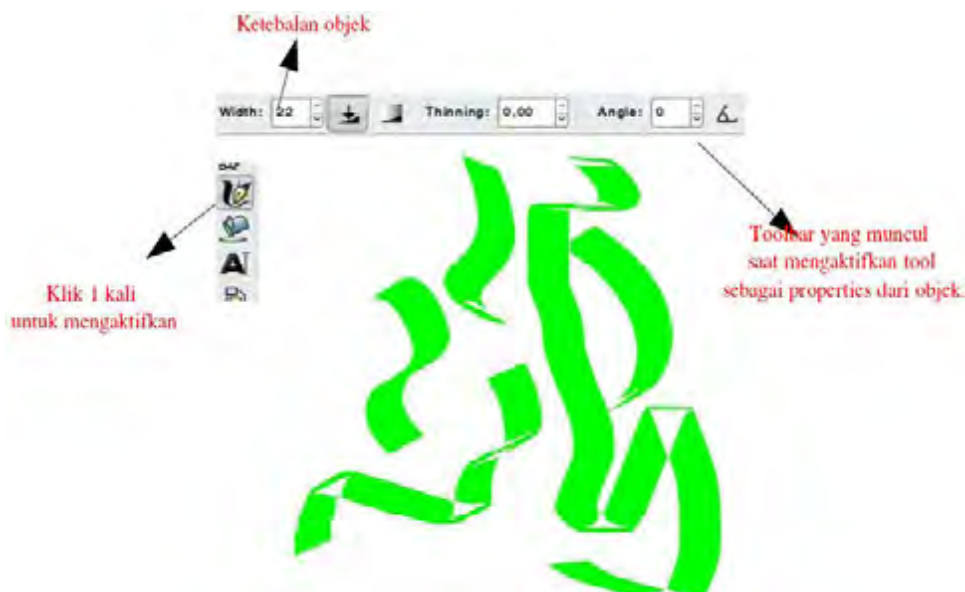 Ketebalan objek
Width: 22 Thinning: 0,00 Angle: 0
Toolbar yang muncul
saat mengaktifkan tool
sebagai properties dari objek.
Klik 1 kali
untuk mengaktifkan